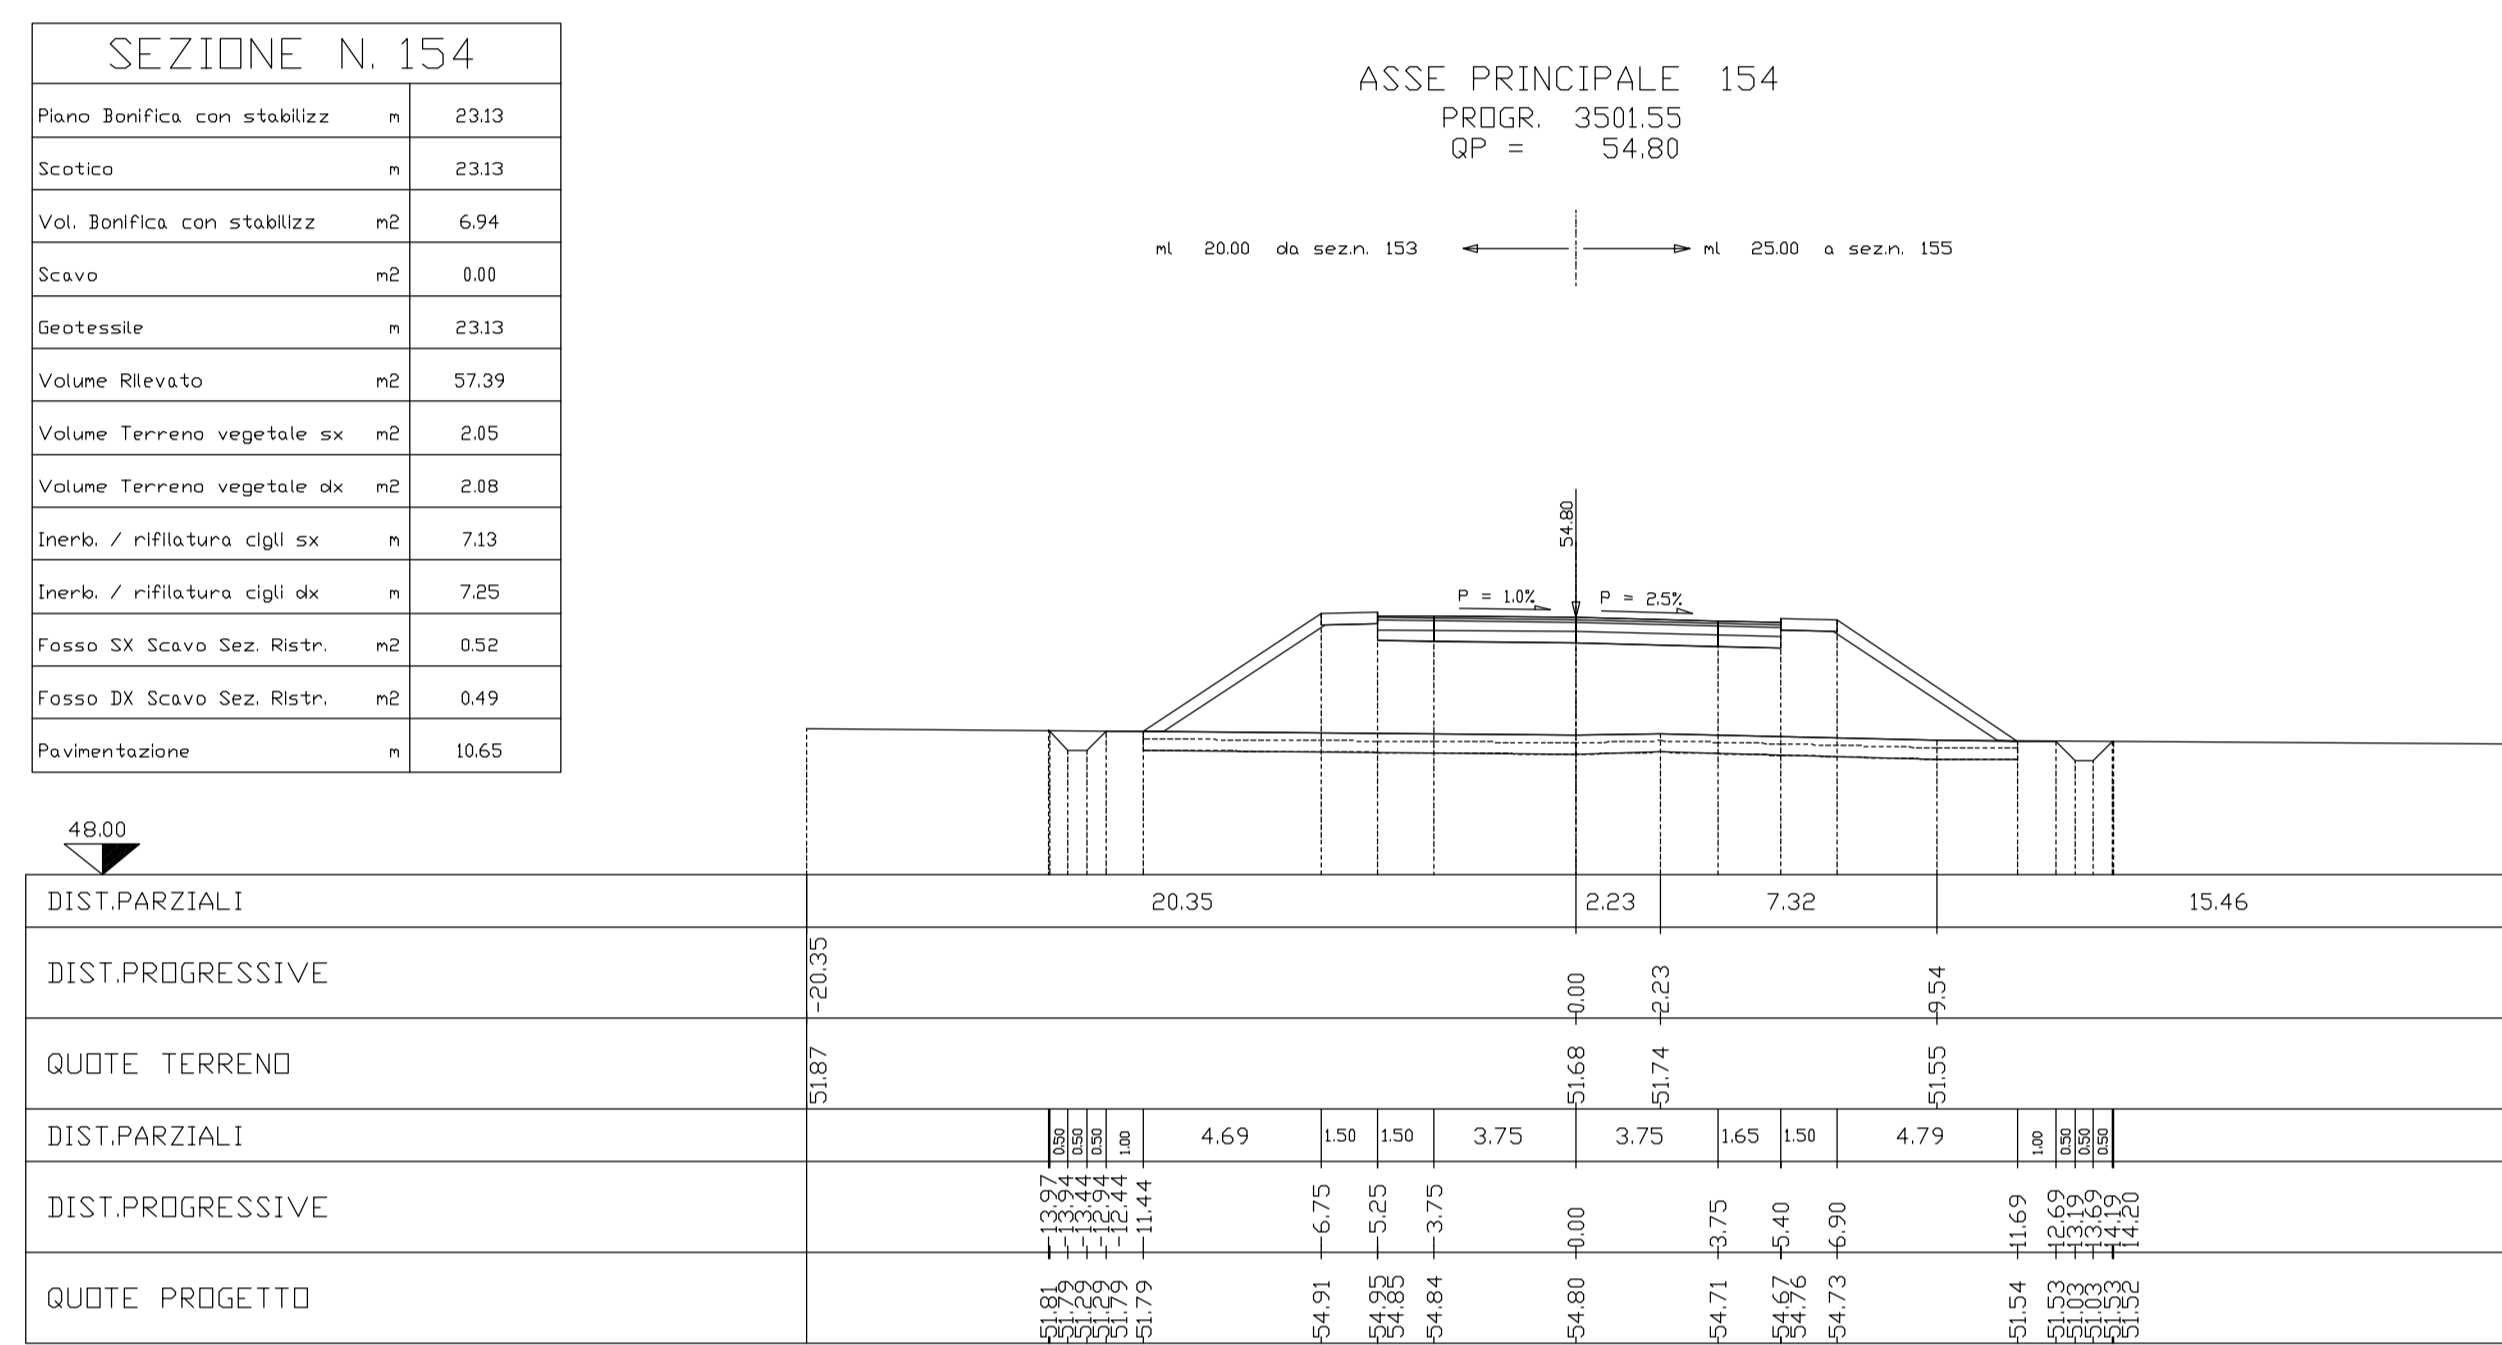 SEZIONE N. 154
Piano Bonifica con stabilizz m 23.13
Scotico m 23.13
Vol. Bonifica con stabilizz m2 6.94
Scavo m2 0.00
Geotessile m 23.13
Volume Rilevato m2 57.39
Volume Terreno vegetale sx m2 2.05
Volume Terreno vegetale dx m2 2.08
Inerb. / rifilatura cigli sx m 7.13
Inerb. / rifilatura cigli dx m 7.25
Fosso SX Scavo Sez. Ristr. m2 0.52
Fosso DX Scavo Sez. Ristr. m2 0.49
Pavimentazione m 10.65
ASSE PRINCIPALE 154
PROGR. 3501.55
QP = 54.80
ml 20.00 da sez.n. 153
ml 25.00 a sez.n. 155
54.80
P = 1.0%
P = 2.5%
48.00
DIST.PARZIALI 20.35 2.23 7.32 15.46
DIST.PROGRESSIVE -20.35 0.00 2.23 9.54
QUOTE TERRENO 51.87 51.68 51.74 51.55
DIST.PARZIALI 0.50 0.50 0.50 1.00 4.69 1.50 1.50 3.75 3.75 1.65 1.50 4.79 1.00 0.50 0.50 0.50
DIST.PROGRESSIVE -13.97 -13.94 -13.44 -12.94 -12.44 -11.44 -6.75 -5.25 -3.75 0.00 3.75 5.40 6.90 11.69 12.69 13.19 13.69 14.19 14.20
QUOTE PROGETTO 51.81 51.79 51.29 51.29 51.79 51.79 54.91 54.95 54.85 54.84 54.80 54.71 54.67 54.76 54.73 51.54 51.53 51.03 51.03 51.53 51.52